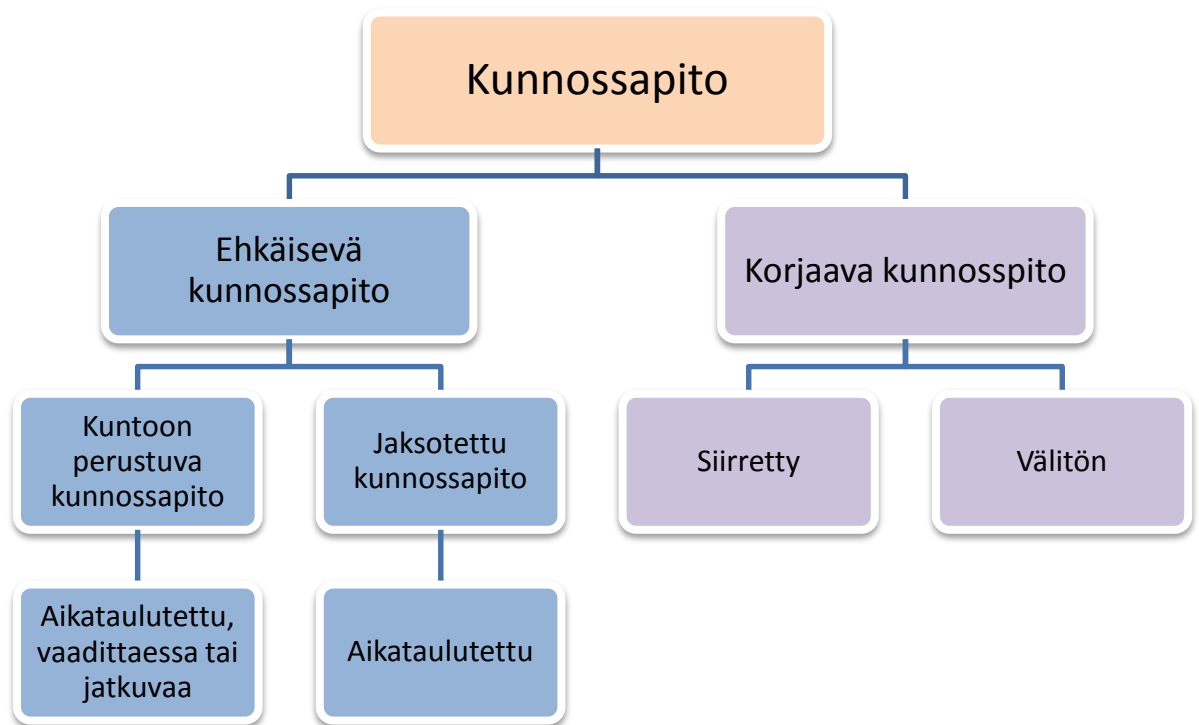 Kunnossapito
Ehkäisevä
kunnossapito
Korjaava kunnosspito
Kuntoon
perustuva
kunnossapito
Jaksotettu
kunnossapito
Siirretty
Välitön
Aikataulutettu,
vaadittaessa tai
jatkuvaa
Aikataulutettu